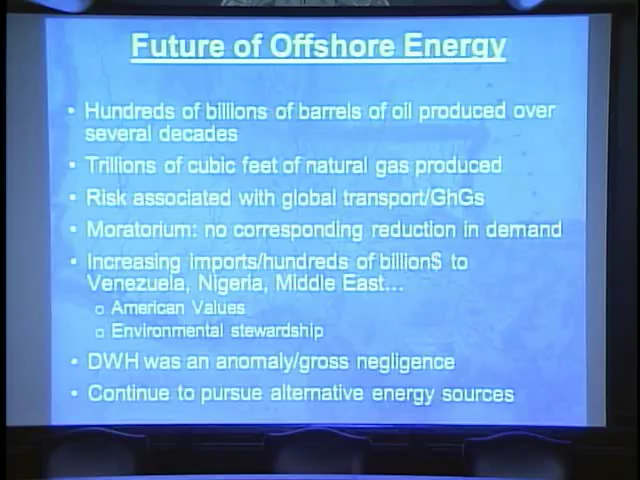 Future of Offshore Energy
• Hundreds of billions of barrels of oil produced over
several decades
• Trillions of cubic feet of natural gas produced
• Risk associated with global transport/GhGs
• Moratorium: no corresponding reduction in demand
• Increasing imports/hundreds of billion$ to
Venezuela, Nigeria, Middle East...
□ American Values
□ Environmental stewardship
• DWH was an anomaly/gross negligence
• Continue to pursue alternative energy sources